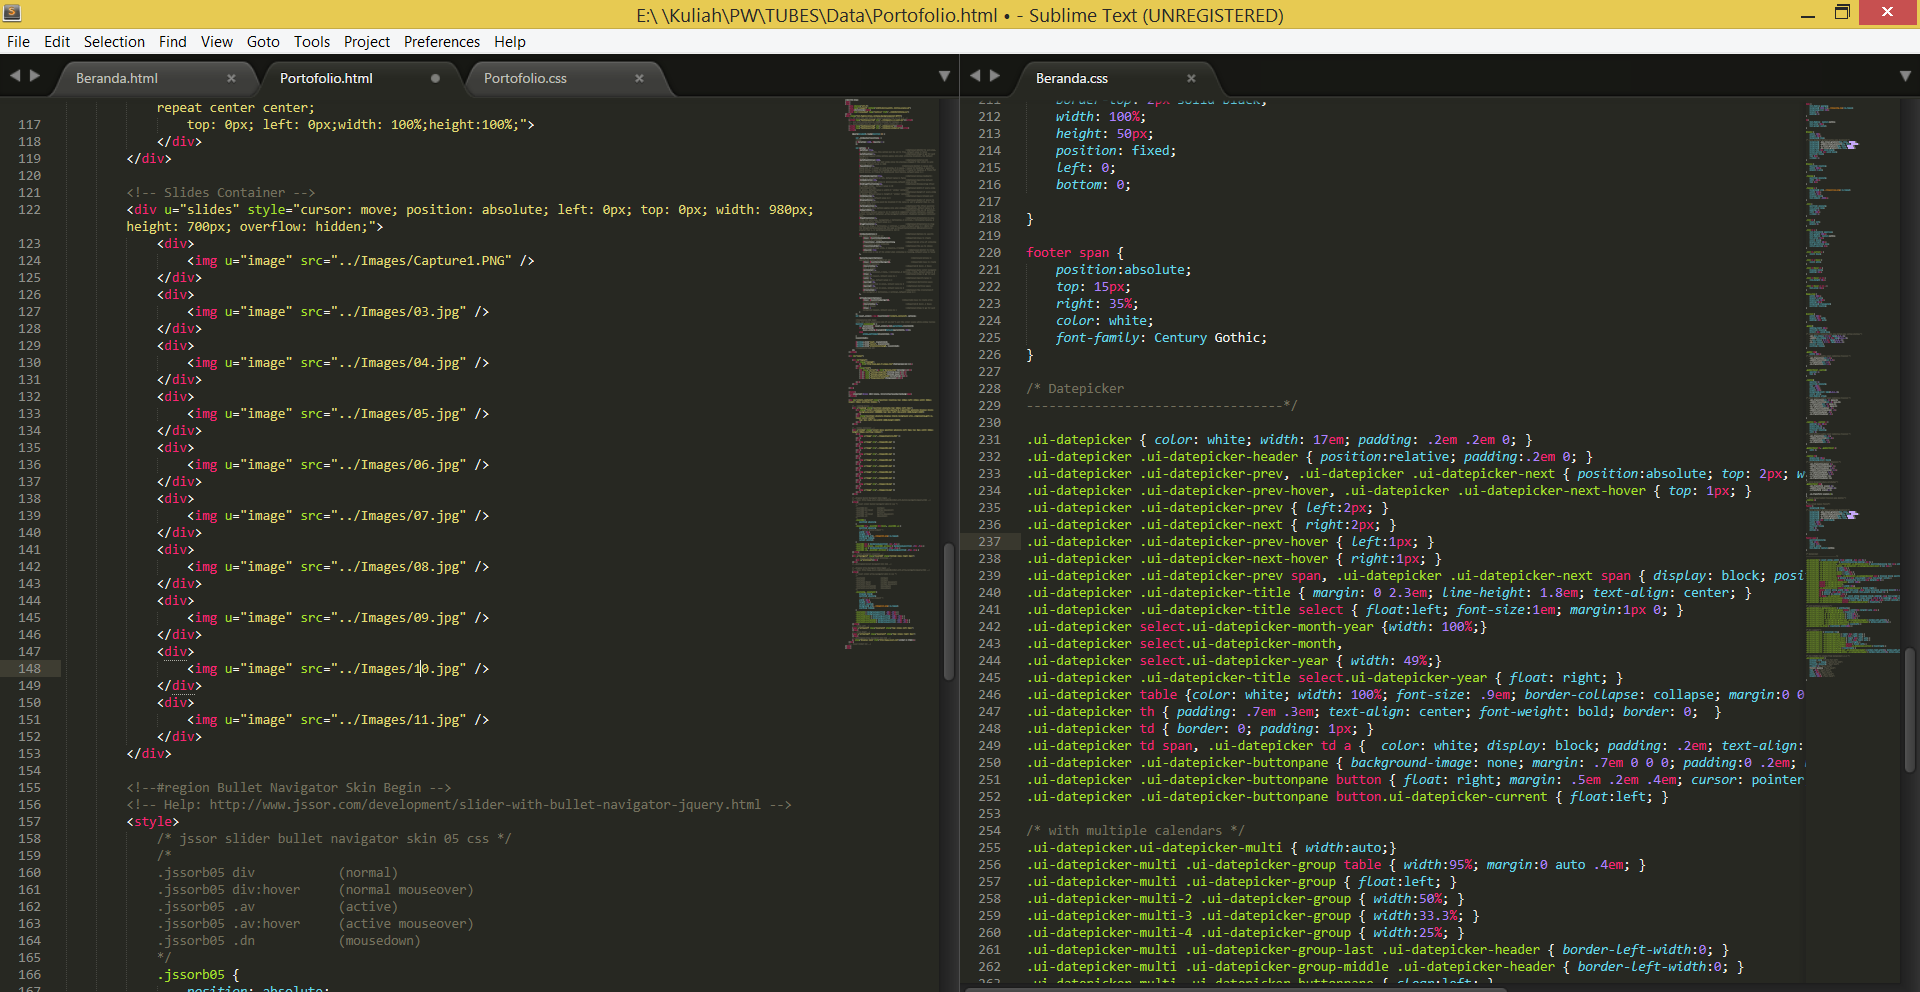 E:\ \Kuliah\PW\TUBES\Data\Portofolio.html • - Sublime Text (UNREGISTERED)
File Edit Selection Find View Goto Tools Project Preferences Help
Beranda.html × Portofolio.html Portofolio.css ×
repeat center center;
117 top: 0px; left: 0px;width: 100%;height:100%;">
118 </div>
119 </div>
120
121 <!-- Slides Container -->
122 <div u="slides" style="cursor: move; position: absolute; left: 0px; top: 0px; width: 980px;
height: 700px; overflow: hidden;">
123 <div>
124 <img u="image" src="../Images/Capture1.PNG" />
125 </div>
126 <div>
127 <img u="image" src="../Images/03.jpg" />
128 </div>
129 <div>
130 <img u="image" src="../Images/04.jpg" />
131 </div>
132 <div>
133 <img u="image" src="../Images/05.jpg" />
134 </div>
135 <div>
136 <img u="image" src="../Images/06.jpg" />
137 </div>
138 <div>
139 <img u="image" src="../Images/07.jpg" />
140 </div>
141 <div>
142 <img u="image" src="../Images/08.jpg" />
143 </div>
144 <div>
145 <img u="image" src="../Images/09.jpg" />
146 </div>
147 <div>
148 <img u="image" src="../Images/10.jpg" />
149 </div>
150 <div>
151 <img u="image" src="../Images/11.jpg" />
152 </div>
153 </div>
154
155 <!--#region Bullet Navigator Skin Begin -->
156 <!-- Help: http://www.jssor.com/development/slider-with-bullet-navigator-jquery.html -->
157 <style>
158 /* jssor slider bullet navigator skin 05 css */
159 /*
160 .jssorb05 div (normal)
161 .jssorb05 div:hover (normal mouseover)
162 .jssorb05 .av (active)
163 .jssorb05 .av:hover (active mouseover)
164 .jssorb05 .dn (mousedown)
165 */
166 .jssorb05 {
167 position: absolute;
Beranda.css ×
211 border-top: 2px solid black;
212 width: 100%;
213 height: 50px;
214 position: fixed;
215 left: 0;
216 bottom: 0;
217
218 }
219
220 footer span {
221 position:absolute;
222 top: 15px;
223 right: 35%;
224 color: white;
225 font-family: Century Gothic;
226 }
227
228 /* Datepicker
229 ----------------------------------*/
230
231 .ui-datepicker { color: white; width: 17em; padding: .2em .2em 0; }
232 .ui-datepicker .ui-datepicker-header { position:relative; padding:.2em 0; }
233 .ui-datepicker .ui-datepicker-prev, .ui-datepicker .ui-datepicker-next { position:absolute; top: 2px; w
234 .ui-datepicker .ui-datepicker-prev-hover, .ui-datepicker .ui-datepicker-next-hover { top: 1px; }
235 .ui-datepicker .ui-datepicker-prev { left:2px; }
236 .ui-datepicker .ui-datepicker-next { right:2px; }
237 .ui-datepicker .ui-datepicker-prev-hover { left:1px; }
238 .ui-datepicker .ui-datepicker-next-hover { right:1px; }
239 .ui-datepicker .ui-datepicker-prev span, .ui-datepicker .ui-datepicker-next span { display: block; posi
240 .ui-datepicker .ui-datepicker-title { margin: 0 2.3em; line-height: 1.8em; text-align: center; }
241 .ui-datepicker .ui-datepicker-title select { float:left; font-size:1em; margin:1px 0; }
242 .ui-datepicker select.ui-datepicker-month-year {width: 100%;}
243 .ui-datepicker select.ui-datepicker-month,
244 .ui-datepicker select.ui-datepicker-year { width: 49%;}
245 .ui-datepicker .ui-datepicker-title select.ui-datepicker-year { float: right; }
246 .ui-datepicker table {color: white; width: 100%; font-size: .9em; border-collapse: collapse; margin:0 0
247 .ui-datepicker th { padding: .7em .3em; text-align: center; font-weight: bold; border: 0; }
248 .ui-datepicker td { border: 0; padding: 1px; }
249 .ui-datepicker td span, .ui-datepicker td a { color: white; display: block; padding: .2em; text-align:
250 .ui-datepicker .ui-datepicker-buttonpane { background-image: none; margin: .7em 0 0 0; padding:0 .2em;
251 .ui-datepicker .ui-datepicker-buttonpane button { float: right; margin: .5em .2em .4em; cursor: pointer
252 .ui-datepicker .ui-datepicker-buttonpane button.ui-datepicker-current { float:left; }
253
254 /* with multiple calendars */
255 .ui-datepicker.ui-datepicker-multi { width:auto;}
256 .ui-datepicker-multi .ui-datepicker-group table { width:95%; margin:0 auto .4em; }
257 .ui-datepicker-multi .ui-datepicker-group { float:left; }
258 .ui-datepicker-multi-2 .ui-datepicker-group { width:50%; }
259 .ui-datepicker-multi-3 .ui-datepicker-group { width:33.3%; }
260 .ui-datepicker-multi-4 .ui-datepicker-group { width:25%; }
261 .ui-datepicker-multi .ui-datepicker-group-last .ui-datepicker-header { border-left-width:0; }
262 .ui-datepicker-multi .ui-datepicker-group-middle .ui-datepicker-header { border-left-width:0; }
263 .ui-datepicker-multi .ui-datepicker-buttonpane { clear:left; }